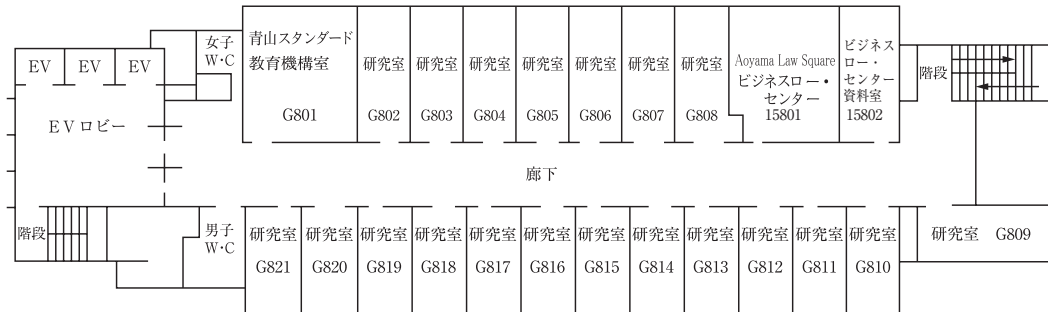 EV
EV
EV
EVロビー
階段
女子
W·C
青山スタンダード
教育機構室
G801
研究室
G802
研究室
G803
研究室
G804
研究室
G805
研究室
G806
研究室
G807
研究室
G808
Aoyama Law Square
ビジネスロー・
センター
15801
ビジネス
ロー・
センター
資料室
15802
階段
廊下
男子
W·C
研究室
G821
研究室
G820
研究室
G819
研究室
G818
研究室
G817
研究室
G816
研究室
G815
研究室
G814
研究室
G813
研究室
G812
研究室
G811
研究室
G810
研究室 G809